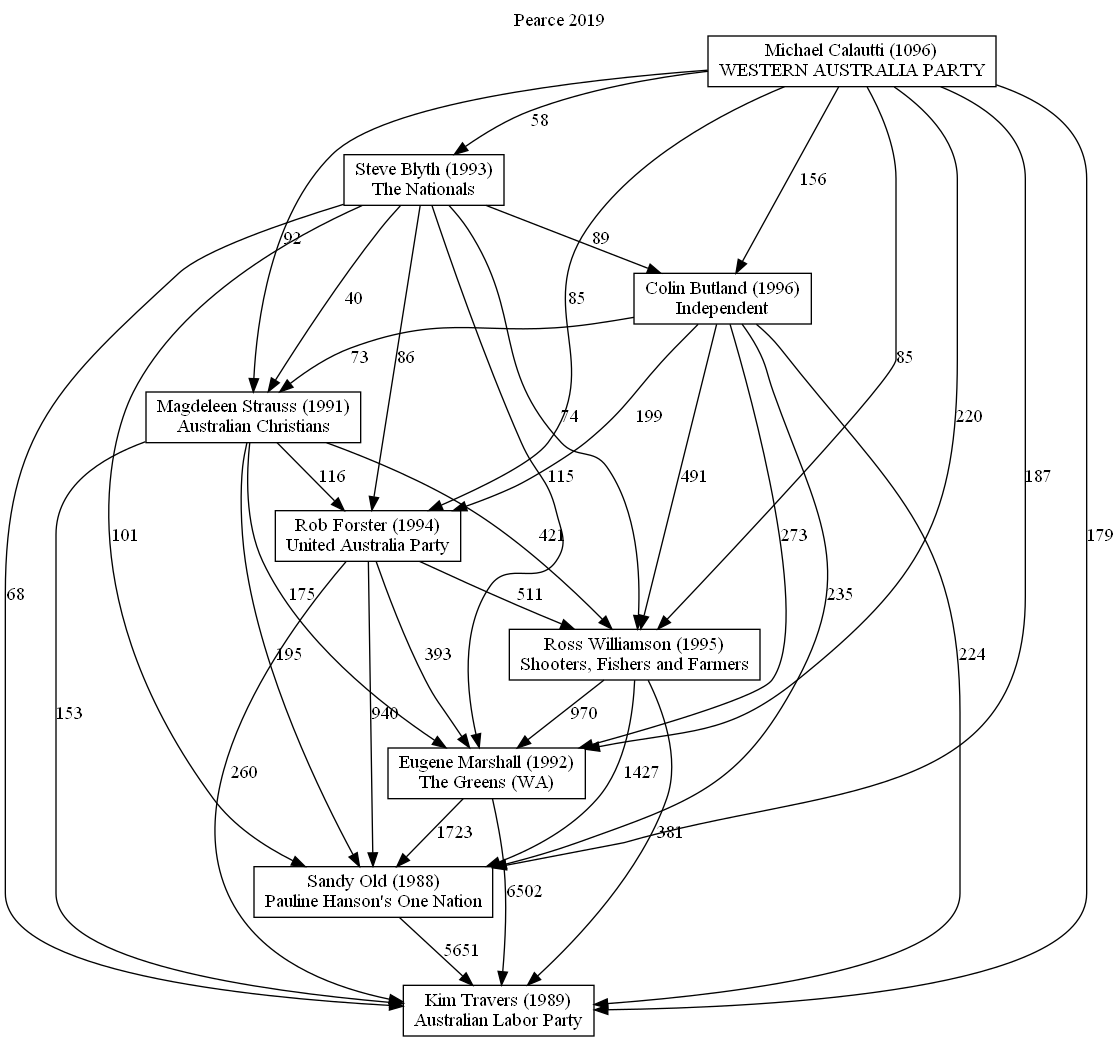 Pearce 2019
Michael Calautti (1096)
WESTERN AUSTRALIA PARTY
58
Steve Blyth (1993)
The Nationals
156
92
89
40
85
Colin Butland (1996)
Independent
73
86
85
Magdeleen Strauss (1991)
Australian Christians
74
199
220
116
115
491
187
Rob Forster (1994)
United Australia Party
101
421
273
179
68
175
511
235
Ross Williamson (1995)
Shooters, Fishers and Farmers
195
393
224
153
940
970
Eugene Marshall (1992)
The Greens (WA)
260
1427
1723
381
Sandy Old (1988)
Pauline Hanson's One Nation
6502
5651
Kim Travers (1989)
Australian Labor Party